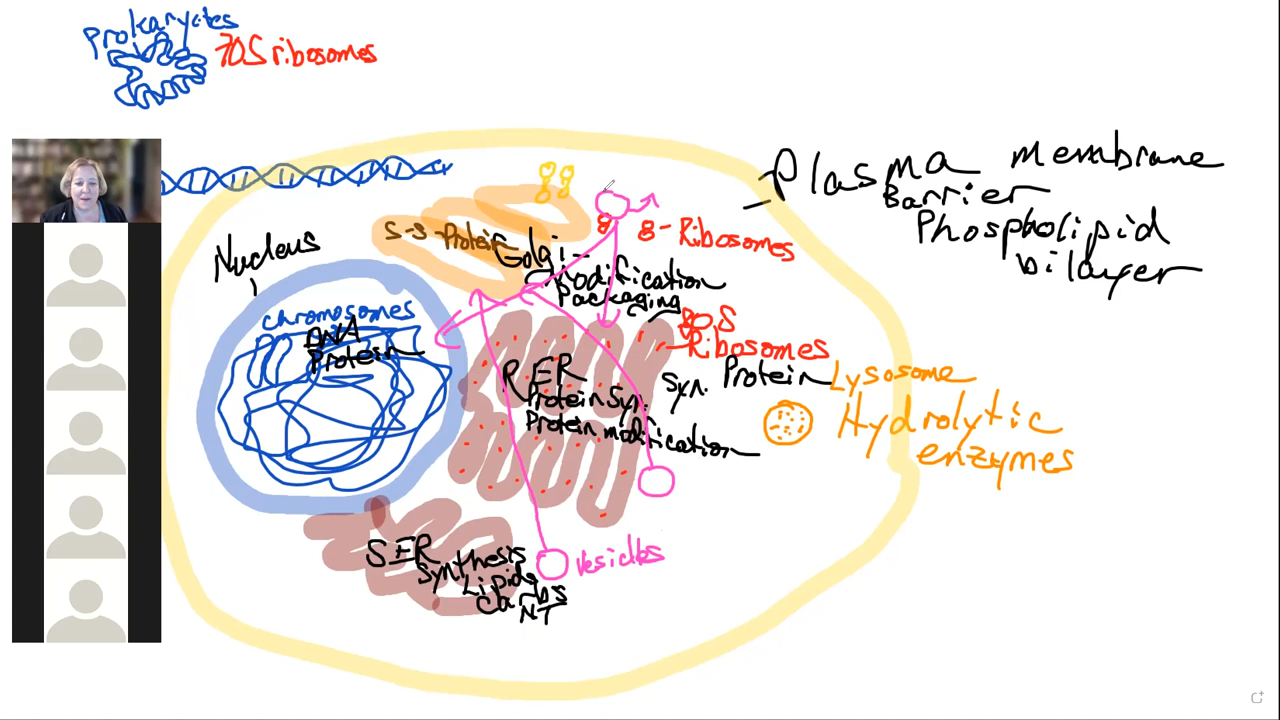 Prokaryotes
70S ribosomes
Plasma membrane
Barrier
Phospholipid
bilayer
Nucleus
S-S-Protein
Golgi
Modification
Packaging
8-Ribosomes
chromosomes
DNA
Protein
80S
Ribosomes
RER
Protein Syn.
Protein modification
Syn. Protein
Lysosome
Hydrolytic
enzymes
SER
Synthesis
Lipids
Carbs
NT
Vesicles